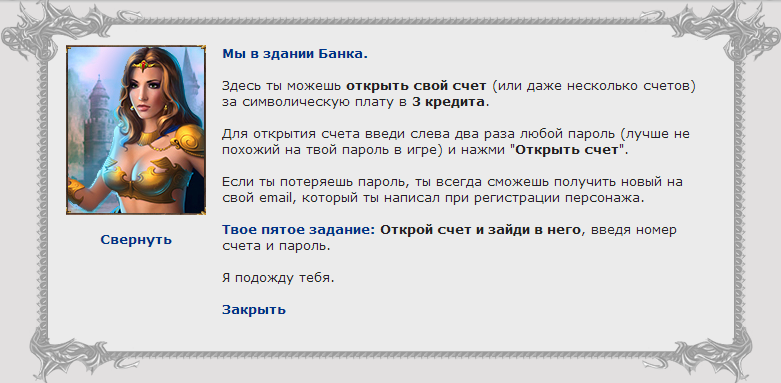 Мы в здании Банка.
Здесь ты можешь открыть свой счет (или даже несколько счетов)
за символическую плату в 3 кредита.
Для открытия счета введи слева два раза любой пароль (лучше не
похожий на твой пароль в игре) и нажми "Открыть счет".
Если ты потеряешь пароль, ты всегда сможешь получить новый на
свой email, который ты написал при регистрации персонажа.
Свернуть
Твое пятое задание: Открой счет и зайди в него, введя номер
счета и пароль.
Я подожду тебя.
Закрыть